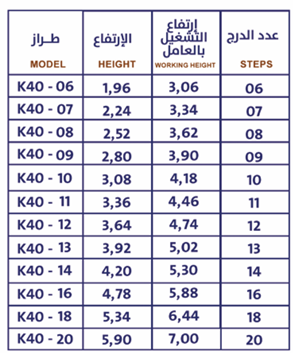 طراز الإرتفاع إرتفاع التشغيل بالعامل عدد الدرج
MODEL HEIGHT WORKING HEIGHT STEPS
K40 - 06 1,96 3,06 06
K40 - 07 2,24 3,34 07
K40 - 08 2,52 3,62 08
K40 - 09 2,80 3,90 09
K40 - 10 3,08 4,18 10
K40 - 11 3,36 4,46 11
K40 - 12 3,64 4,74 12
K40 - 13 3,92 5,02 13
K40 - 14 4,20 5,30 14
K40 - 16 4,78 5,88 16
K40 - 18 5,34 6,44 18
K40 - 20 5,90 7,00 20